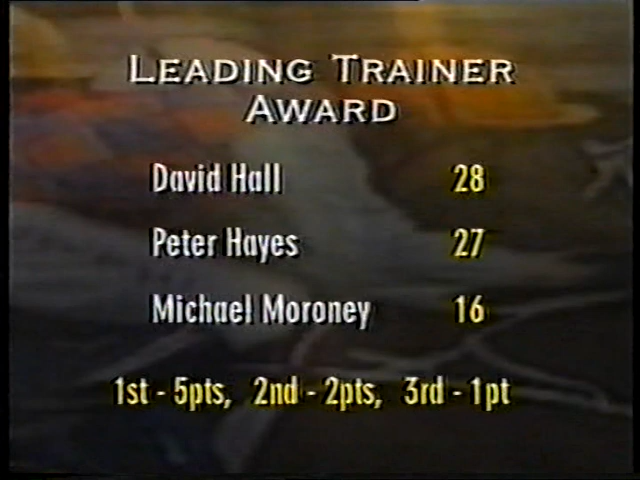 LEADING TRAINER
AWARD
David Hall 28
Peter Hayes 27
Michael Moroney 16
1st - 5pts, 2nd - 2pts, 3rd - 1pt